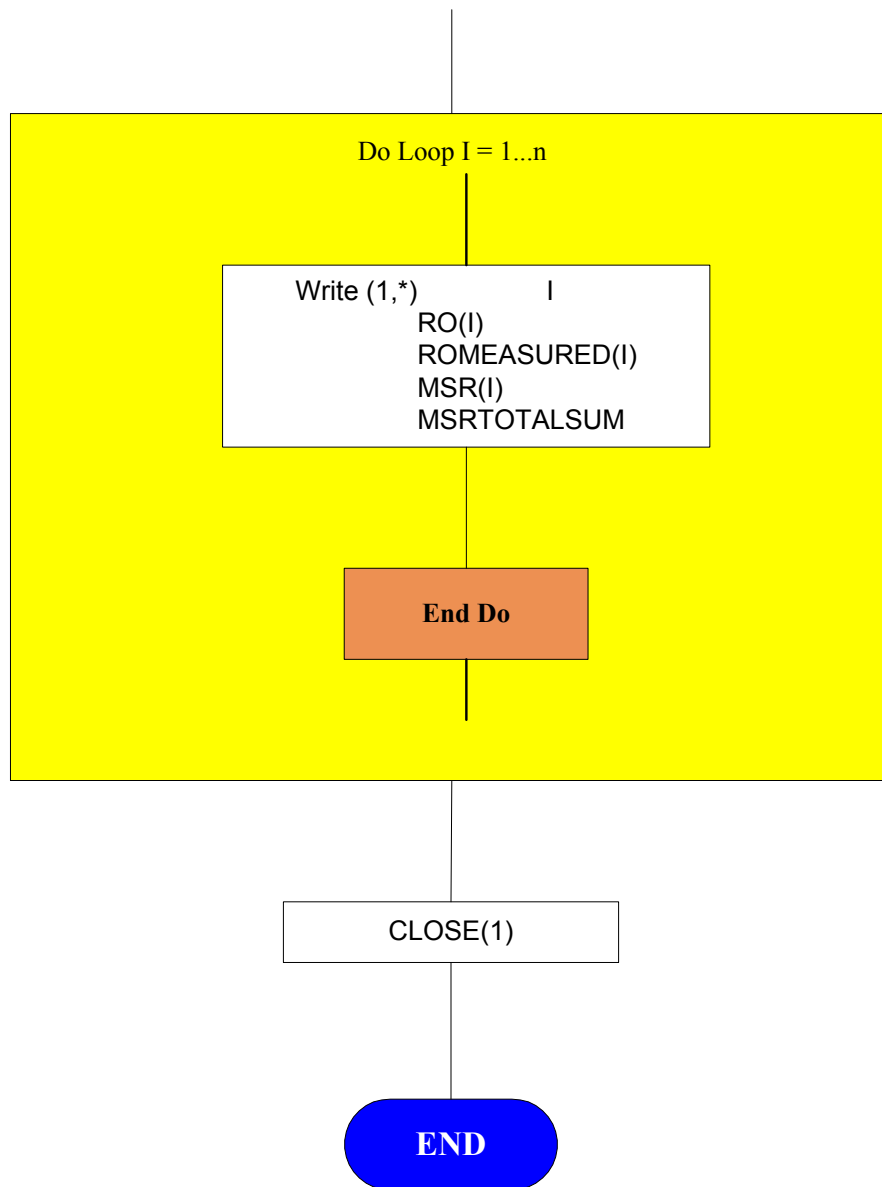 Do Loop I = 1...n
Write (1,*) I
RO(I)
ROMEASURED(I)
MSR(I)
MSRTOTALSUM
End Do
CLOSE(1)
END